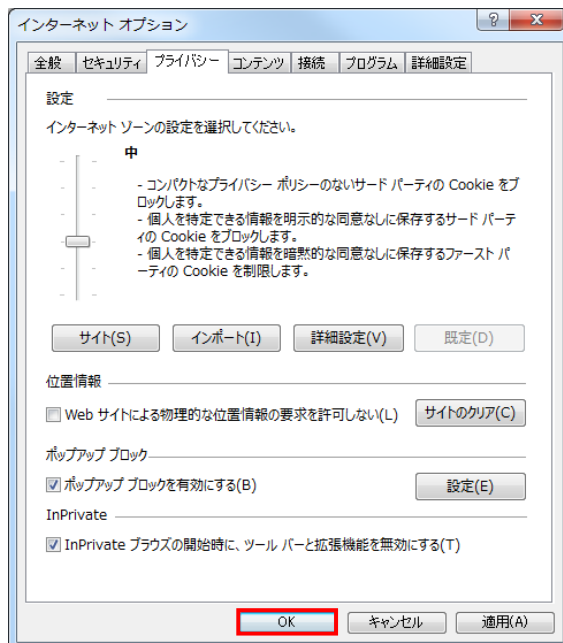 インターネット オプション
全般 セキュリティ プライバシー コンテンツ 接続 プログラム 詳細設定
設定
インターネット ゾーンの設定を選択してください。
中
- コンパクトなプライバシー ポリシーのないサード パーティの Cookie をブ
ロックします。
- 個人を特定できる情報を明示的な同意なしに保存するサード パーテ
ィの Cookie をブロックします。
- 個人を特定できる情報を暗黙的な同意なしに保存するファースト パ
ーティの Cookie を制限します。
サイト(S) インポート(I) 詳細設定(V) 既定(D)
位置情報
Web サイトによる物理的な位置情報の要求を許可しない(L) サイトのクリア(C)
ポップアップ ブロック
ポップアップ ブロックを有効にする(B) 設定(E)
InPrivate
InPrivate ブラウズの開始時に、ツール バーと拡張機能を無効にする(T)
OK キャンセル 適用(A)